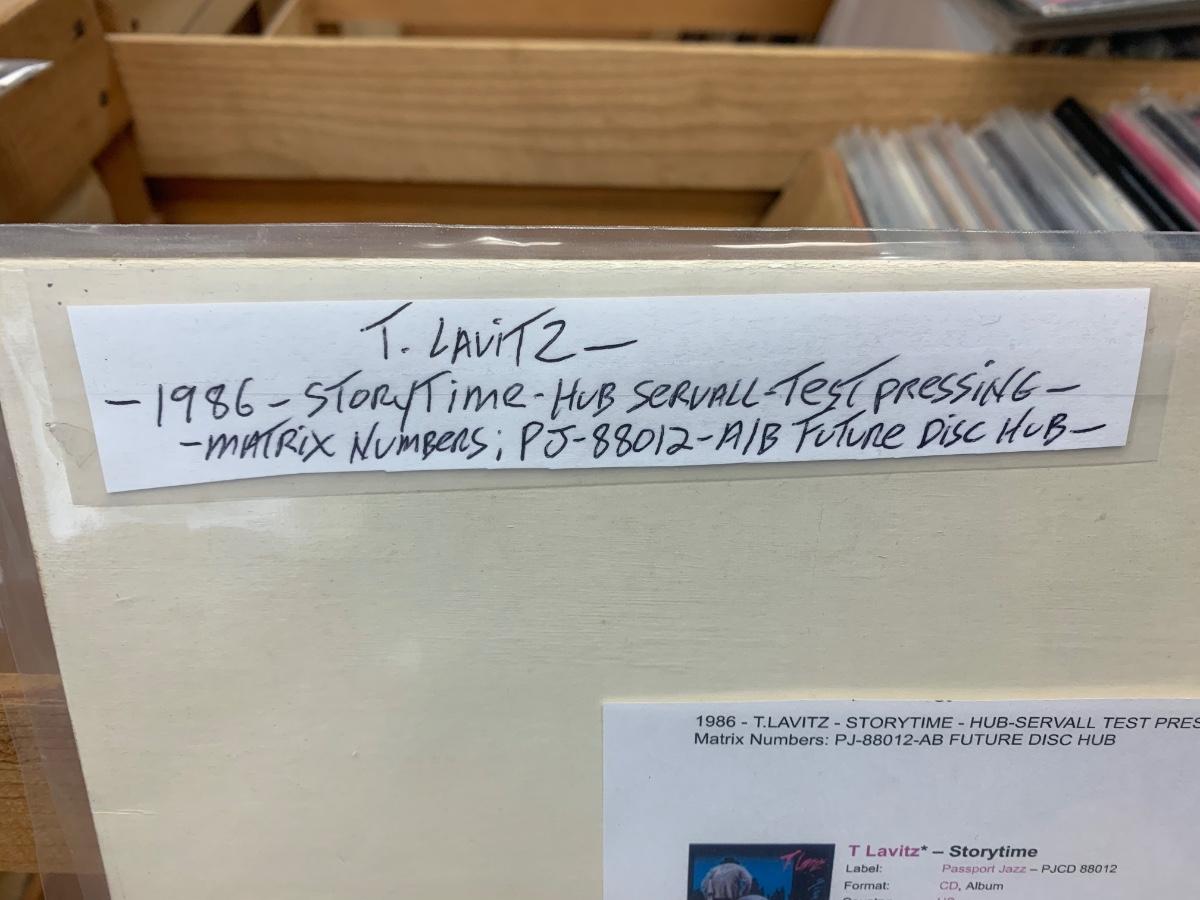 T. LAVITZ —
— 1986 - STORYTIME - HUB SERVALL - TEST PRESSING -
- MATRIX NUMBERS; PJ-88012-A/B FUTURE DISC HUB -
1986 - T.LAVITZ - STORYTIME - HUB-SERVALL TEST PRES
Matrix Numbers: PJ-88012-AB FUTURE DISC HUB
T Lavitz* – Storytime
Label: Passport Jazz – PJCD 88012
Format: CD, Album